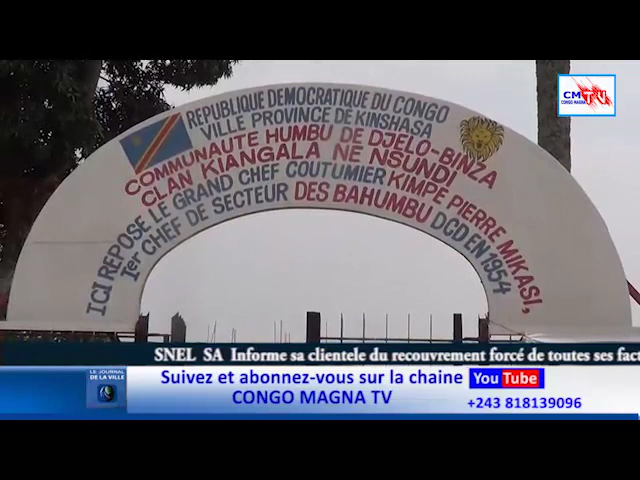 CM TV
CONGO MAGNA
REPUBLIQUE DEMOCRATIQUE DU CONGO
VILLE PROVINCE DE KINSHASA
COMMUNAUTE HUMBU DE DJELO-BINZA
CLAN KIANGALA NE NSUNDI
ICI REPOSE LE GRAND CHEF COUTUMIER KIMPE PIERRE MIKASI,
1er CHEF DE SECTEUR DES BAHUMBU DCD EN 1954
SNEL SA Informe sa clientele du recouvrement forcé de toutes ses fact
LE JOURNAL
DE LA VILLE
Suivez et abonnez-vous sur la chaine YouTube
CONGO MAGNA TV
+243 818139096